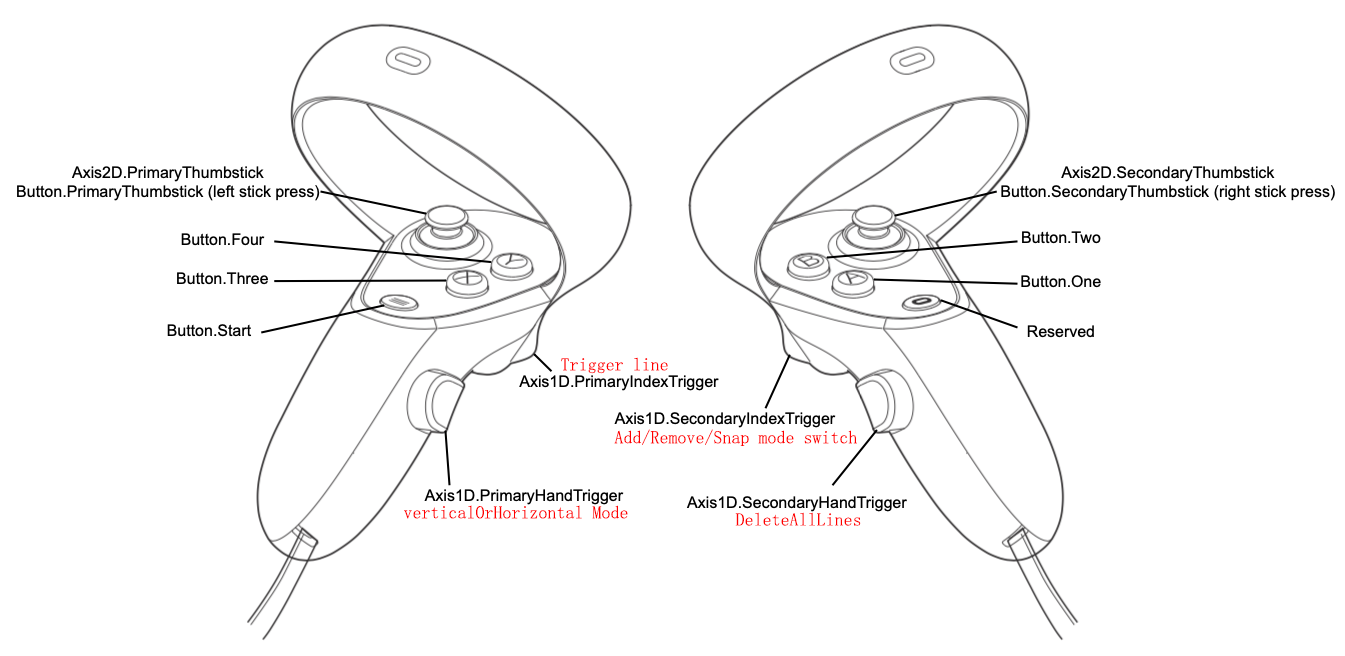 Axis2D.PrimaryThumbstick
Button.PrimaryThumbstick (left stick press)
Button.Four
Button.Three
Button.Start
Y
X
Trigger line
Axis1D.PrimaryIndexTrigger
Axis1D.PrimaryHandTrigger
verticalOrHorizontal Mode
Axis2D.SecondaryThumbstick
Button.SecondaryThumbstick (right stick press)
Button.Two
Button.One
Reserved
B
A
Axis1D.SecondaryIndexTrigger
Add/Remove/Snap mode switch
Axis1D.SecondaryHandTrigger
DeleteAllLines